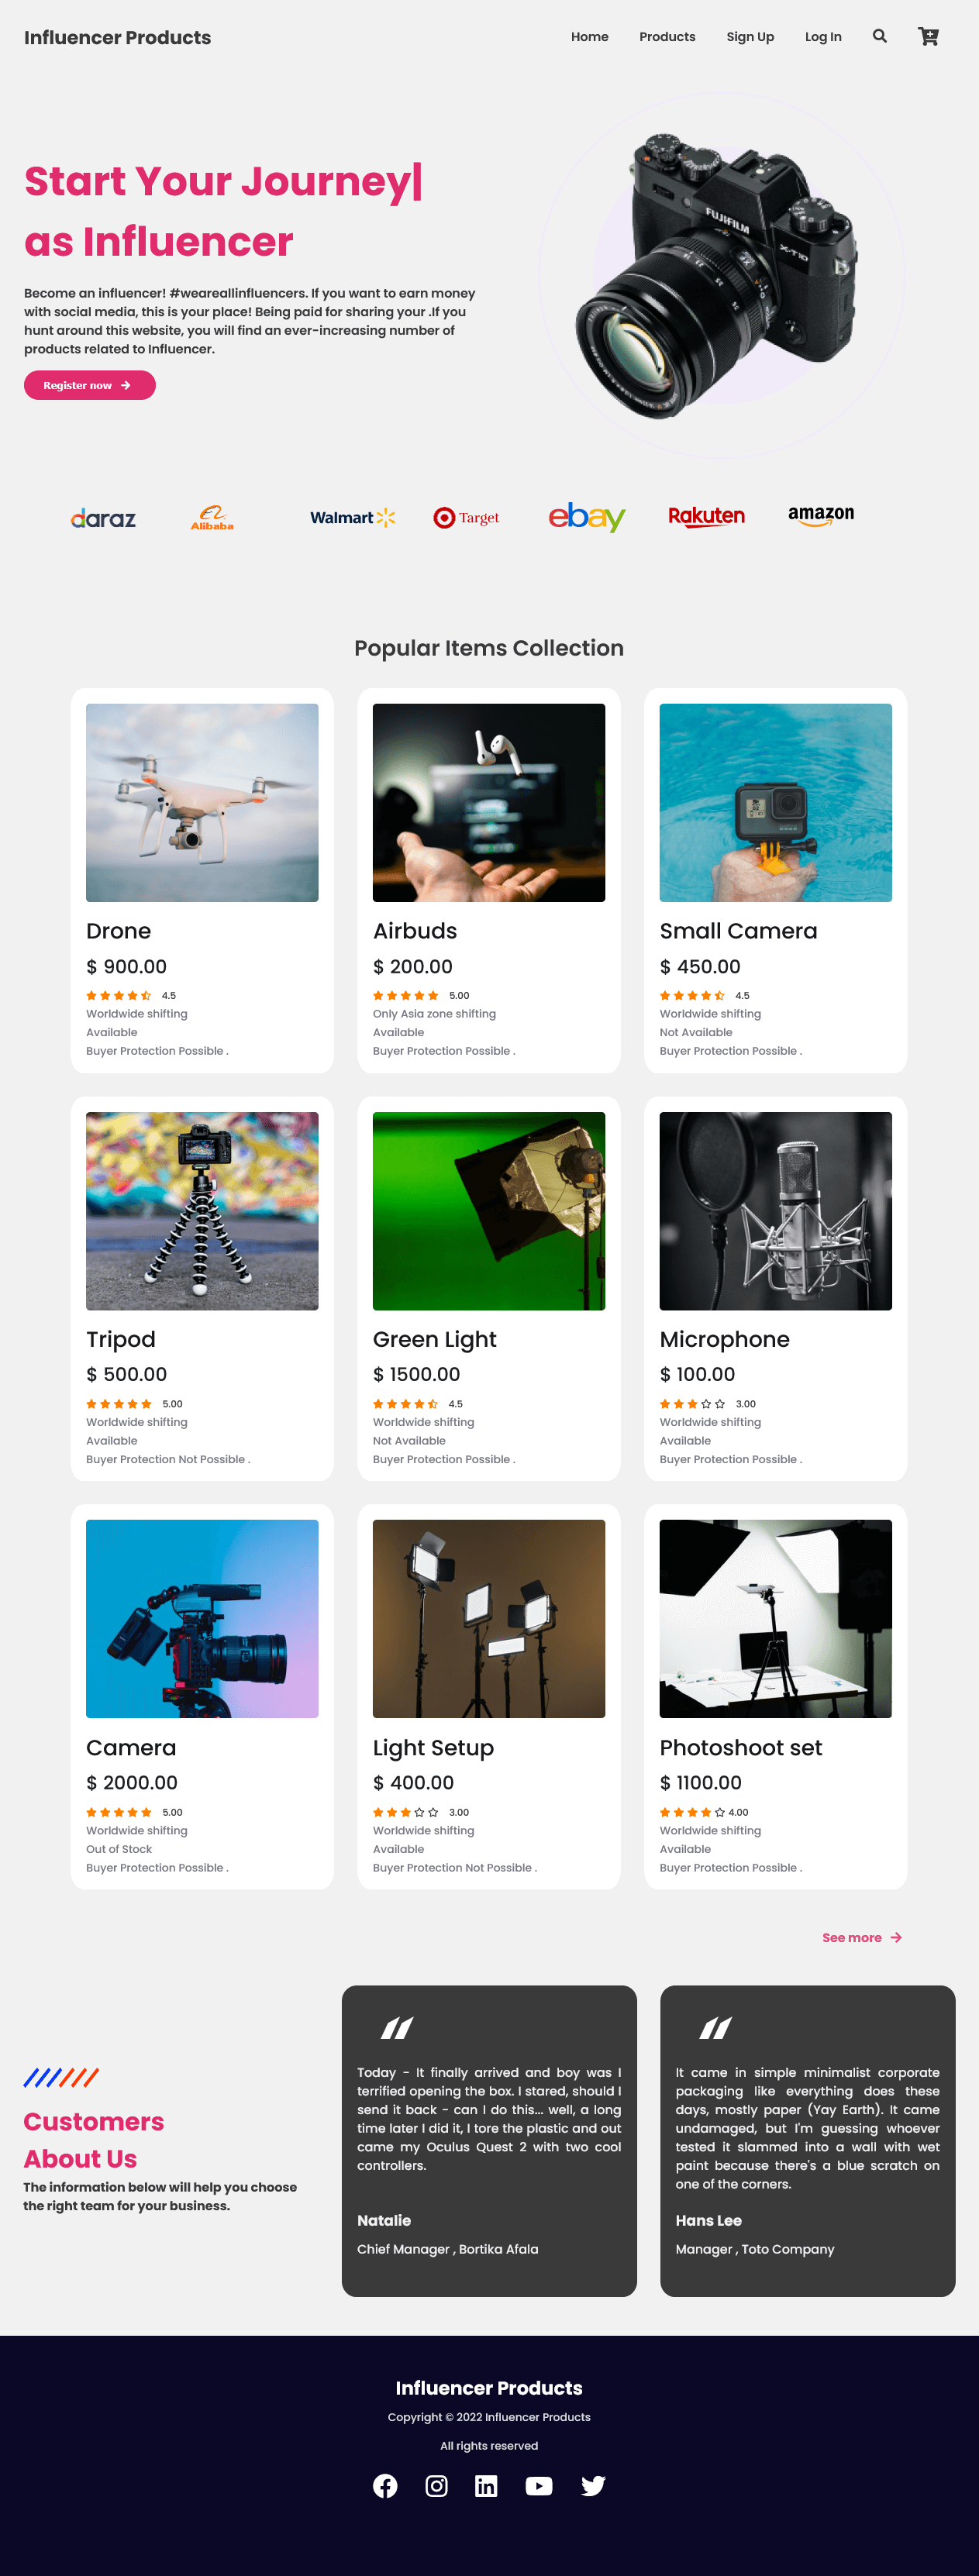 Influencer Products
Home Products Sign Up Log In
Start Your Journey|
as Influencer
Become an influencer! #weareallinfluencers. If you want to earn money
with social media, this is your place! Being paid for sharing your .If you
hunt around this website, you will find an ever-increasing number of
products related to Influencer.
Register now
FUJIFILM
X-T10
daraz
Alibaba
Walmart
Target
ebay
Rakuten
amazon
Popular Items Collection
Drone
$ 900.00
4.5
Worldwide shifting
Available
Buyer Protection Possible .
Airbuds
$ 200.00
5.00
Only Asia zone shifting
Available
Buyer Protection Possible .
Small Camera
$ 450.00
4.5
Worldwide shifting
Not Available
Buyer Protection Possible .
Tripod
$ 500.00
5.00
Worldwide shifting
Available
Buyer Protection Not Possible .
Green Light
$ 1500.00
4.5
Worldwide shifting
Not Available
Buyer Protection Possible .
Microphone
$ 100.00
3.00
Worldwide shifting
Available
Buyer Protection Possible .
Camera
$ 2000.00
5.00
Worldwide shifting
Out of Stock
Buyer Protection Possible .
Light Setup
$ 400.00
3.00
Worldwide shifting
Available
Buyer Protection Not Possible .
Photoshoot set
$ 1100.00
4.00
Worldwide shifting
Available
Buyer Protection Possible .
See more
Customers
About Us
The information below will help you choose
the right team for your business.
Today - It finally arrived and boy was I
terrified opening the box. I stared, should I
send it back - can I do this... well, a long
time later I did it, I tore the plastic and out
came my Oculus Quest 2 with two cool
controllers.
Natalie
Chief Manager , Bortika Afala
It came in simple minimalist corporate
packaging like everything does these
days, mostly paper (Yay Earth). It came
undamaged, but I'm guessing whoever
tested it slammed into a wall with wet
paint because there's a blue scratch on
one of the corners.
Hans Lee
Manager , Toto Company
Influencer Products
Copyright © 2022 Influencer Products
All rights reserved